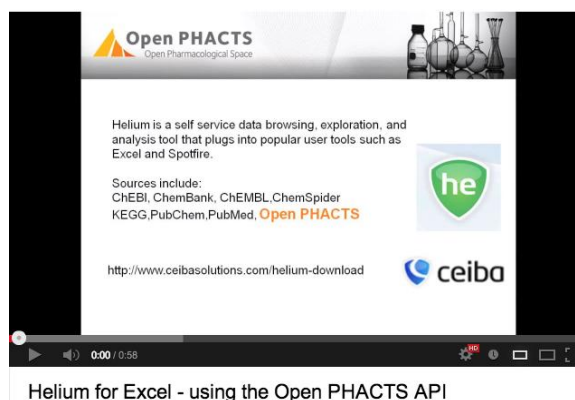 Open PHACTS
Open Pharmacological Space
Helium is a self service data browsing, exploration, and
analysis tool that plugs into popular user tools such as
Excel and Spotfire.
he
Sources include:
ChEBI, ChemBank, ChEMBL,ChemSpider
KEGG,PubChem,PubMed, Open PHACTS
http://www.ceibasolutions.com/helium-download
ceiba
0:00 / 0:58
HD
Helium for Excel - using the Open PHACTS API